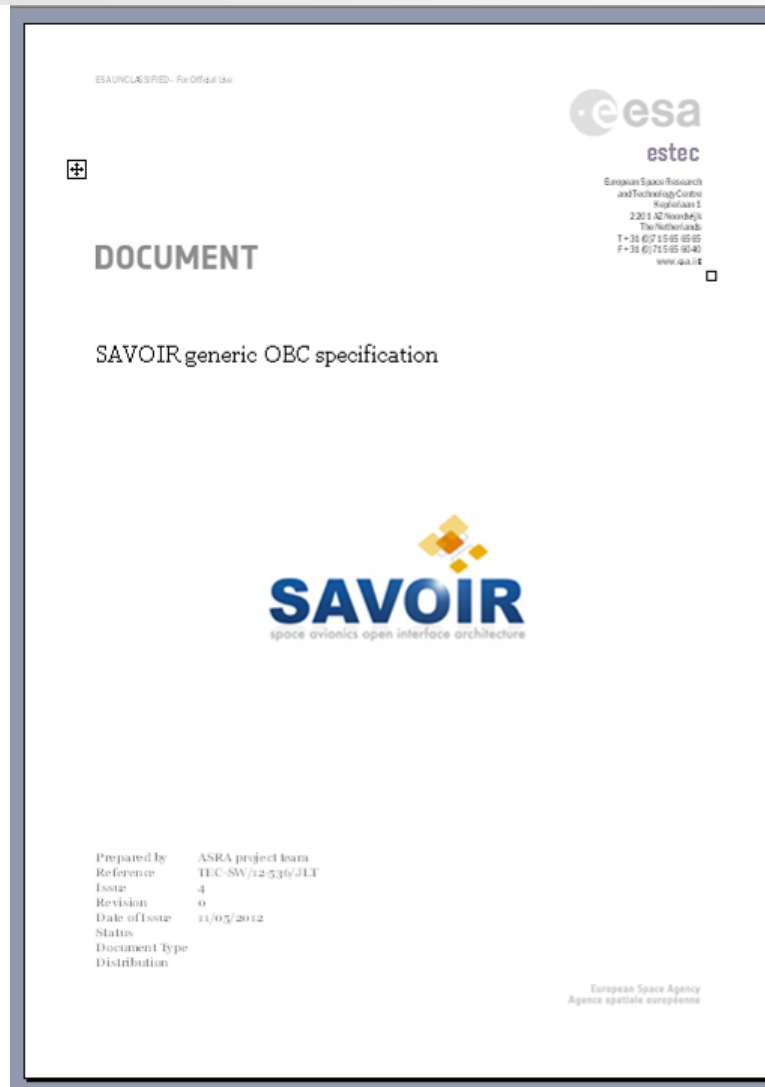 ESA UNCLASSIFIED - For Official Use
esa
estec
European Space Research
and Technology Centre
Keplerlaan 1
2201 AZ Noordwijk
The Netherlands
T +31 (0)71 565 6565
F +31 (0)71 565 6040
www.esa.int
DOCUMENT
SAVOIR generic OBC specification
SAVOIR
space avionics open interface architecture
Prepared by ASRA project team
Reference TEC-SW/12-536/JLT
Issue 4
Revision 0
Date of Issue 11/05/2012
Status
Document Type
Distribution
European Space Agency
Agence spatiale européenne